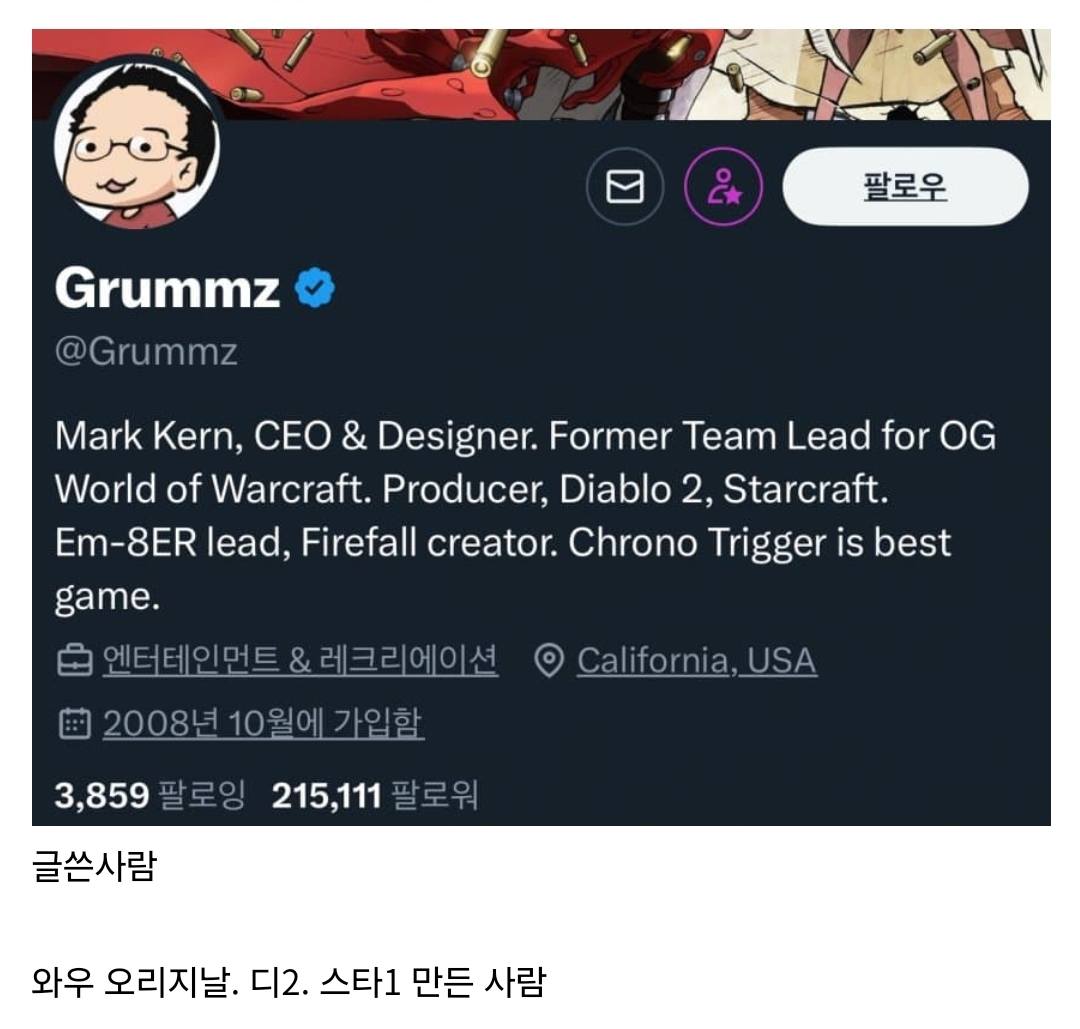 팔로우
Grummz
@Grummz
Mark Kern, CEO & Designer. Former Team Lead for OG
World of Warcraft. Producer, Diablo 2, Starcraft.
Em-8ER lead, Firefall creator. Chrono Trigger is best
game.
엔터테인먼트 & 레크리에이션 California, USA
2008년 10월에 가입함
3,859 팔로잉 215,111 팔로워
글쓴사람
와우 오리지날. 디2. 스타1 만든 사람